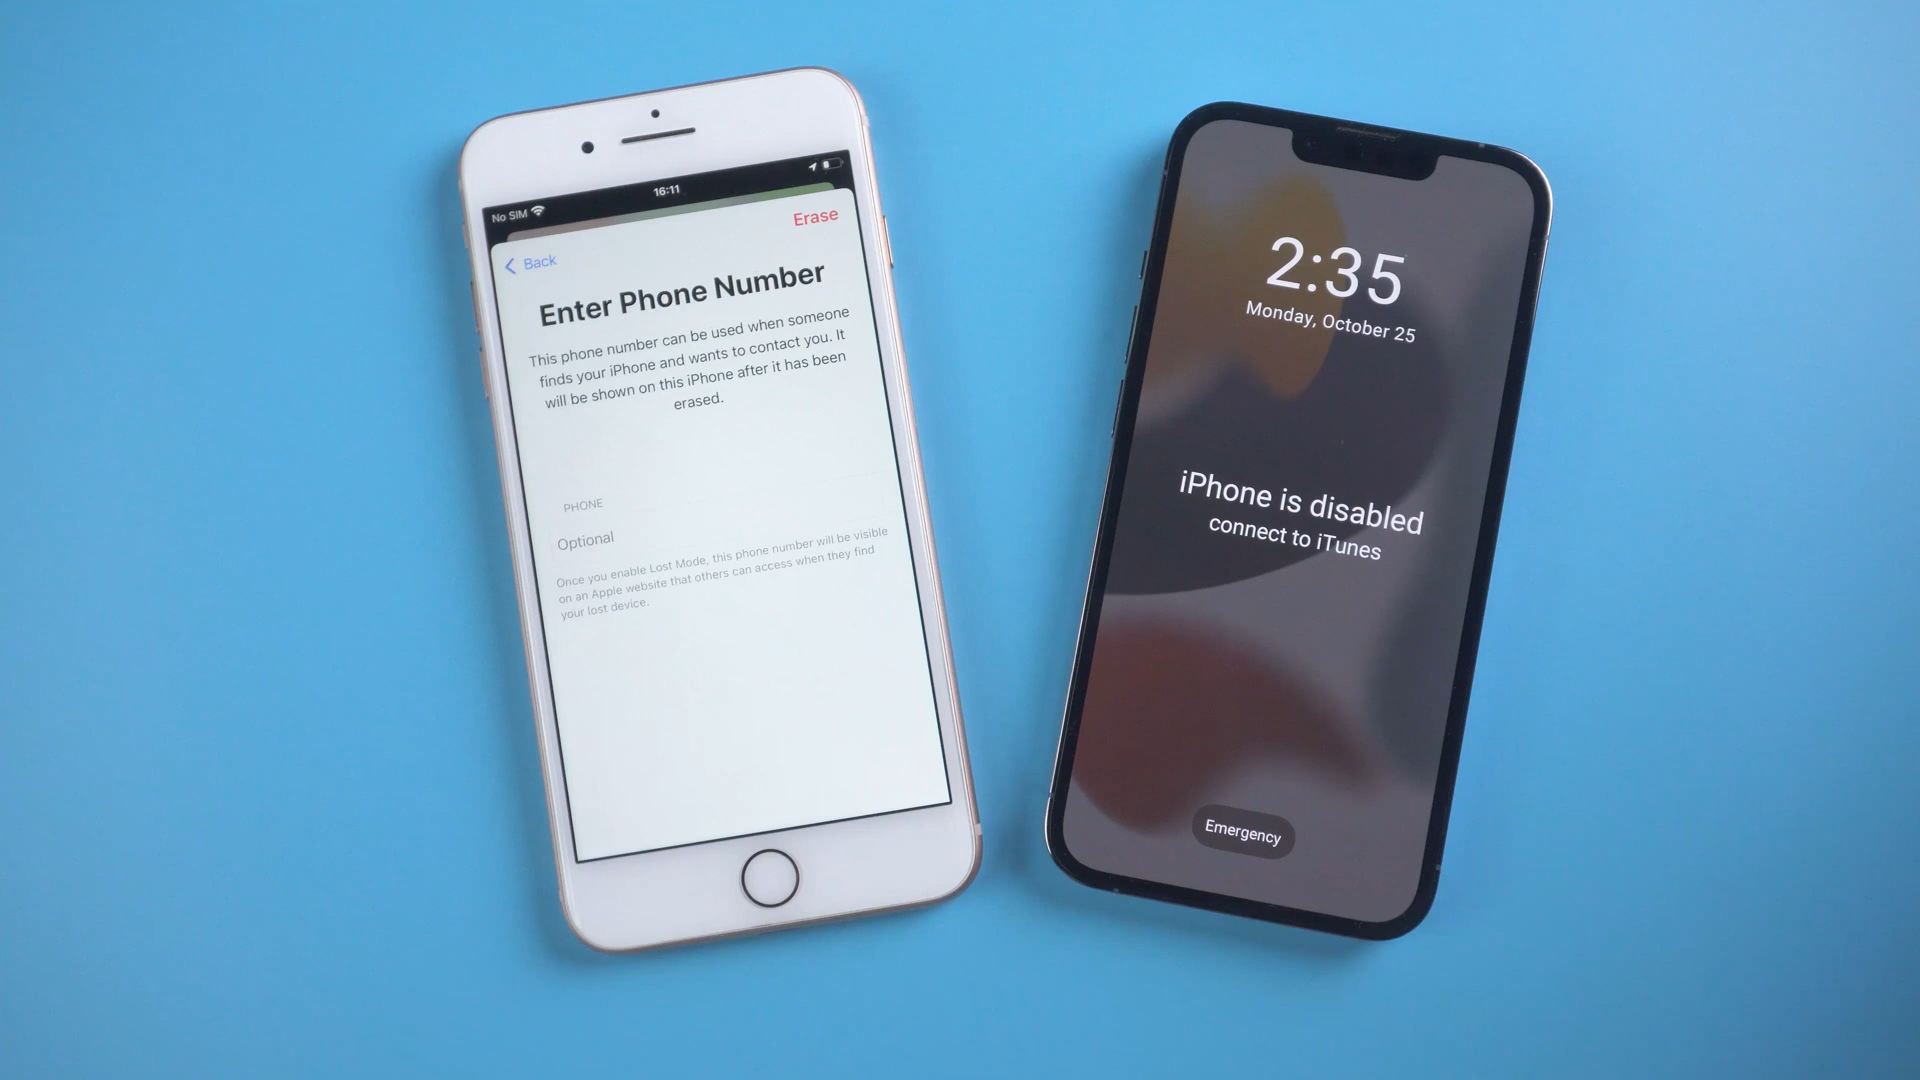 No SIM
16:11
Erase
Back
Enter Phone Number
This phone number can be used when someone
finds your iPhone and wants to contact you. It
will be shown on this iPhone after it has been
erased.
PHONE
Optional
Once you enable Lost Mode, this phone number will be visible
on an Apple website that others can access when they find
your lost device.
2:35
Monday, October 25
iPhone is disabled
connect to iTunes
Emergency